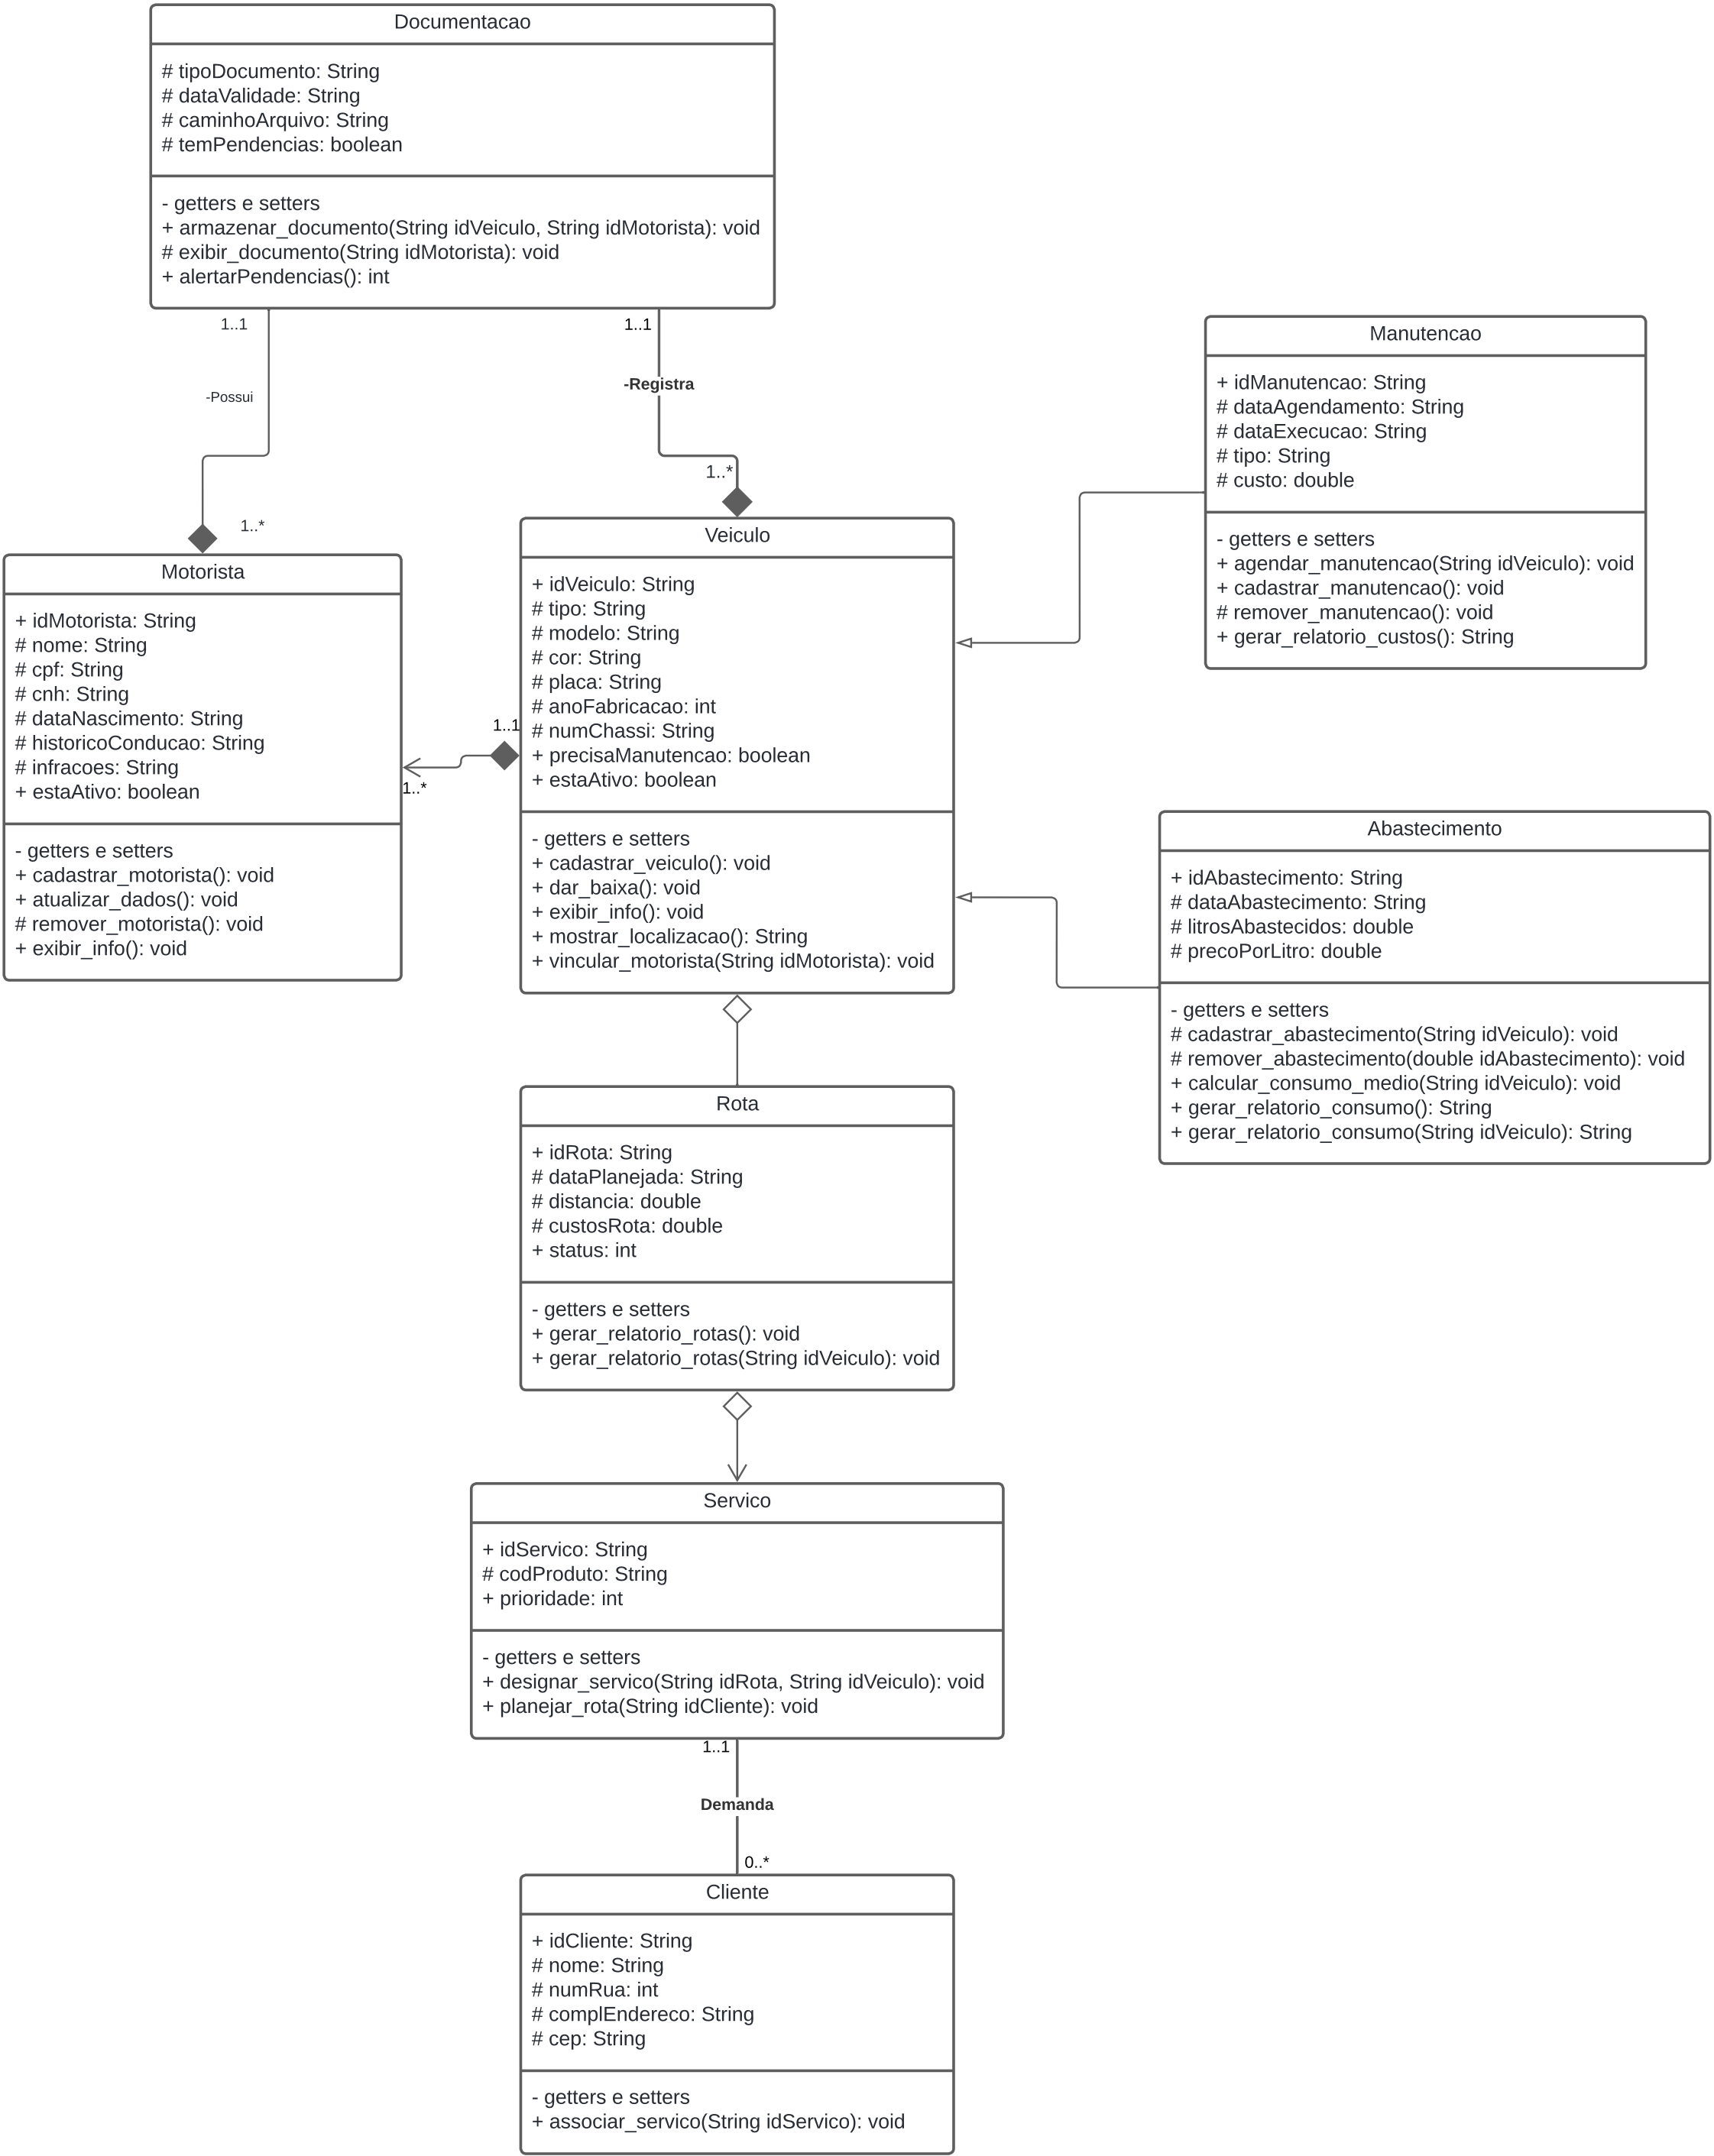 Documentacao
# tipoDocumento: String
# dataValidade: String
# caminhoArquivo: String
# temPendencias: boolean
- getters e setters
+ armazenar_documento(String idVeiculo, String idMotorista): void
# exibir_documento(String idMotorista): void
+ alertarPendencias(): int
1..1
1..1
-Possui
-Registra
1..*
1..*
Manutencao
+ idManutencao: String
# dataAgendamento: String
# dataExecucao: String
# tipo: String
# custo: double
- getters e setters
+ agendar_manutencao(String idVeiculo): void
+ cadastrar_manutencao(): void
# remover_manutencao(): void
+ gerar_relatorio_custos(): String
Motorista
+ idMotorista: String
# nome: String
# cpf: String
# cnh: String
# dataNascimento: String
# historicoConducao: String
# infracoes: String
+ estaAtivo: boolean
- getters e setters
+ cadastrar_motorista(): void
+ atualizar_dados(): void
# remover_motorista(): void
+ exibir_info(): void
1..1
1..*
Veiculo
+ idVeiculo: String
# tipo: String
# modelo: String
# cor: String
# placa: String
# anoFabricacao: int
# numChassi: String
+ precisaManutencao: boolean
+ estaAtivo: boolean
- getters e setters
+ cadastrar_veiculo(): void
+ dar_baixa(): void
+ exibir_info(): void
+ mostrar_localizacao(): String
+ vincular_motorista(String idMotorista): void
Abastecimento
+ idAbastecimento: String
# dataAbastecimento: String
# litrosAbastecidos: double
# precoPorLitro: double
- getters e setters
# cadastrar_abastecimento(String idVeiculo): void
# remover_abastecimento(double idAbastecimento): void
+ calcular_consumo_medio(String idVeiculo): void
+ gerar_relatorio_consumo(): String
+ gerar_relatorio_consumo(String idVeiculo): String
Rota
+ idRota: String
# dataPlanejada: String
# distancia: double
# custosRota: double
+ status: int
- getters e setters
+ gerar_relatorio_rotas(): void
+ gerar_relatorio_rotas(String idVeiculo): void
Servico
+ idServico: String
# codProduto: String
+ prioridade: int
- getters e setters
+ designar_servico(String idRota, String idVeiculo): void
+ planejar_rota(String idCliente): void
1..1
Demanda
0..*
Cliente
+ idCliente: String
# nome: String
# numRua: int
# complEndereco: String
# cep: String
- getters e setters
+ associar_servico(String idServico): void